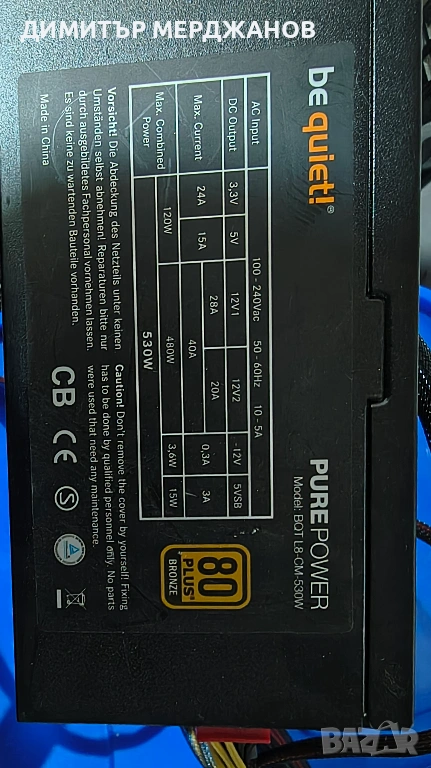 ДИМИТЪР МЕРДЖАНОВ
be quiet!®
PURE POWER
Model: BQT L8-CM-530W
AC Input 100 - 240Vac 50 - 60Hz 10 - 5A
DC Output 3,3V 5V 12V1 12V2 -12V 5VSB
Max. Current 24A 15A 28A 20A 0,3A 3A
40A
Max. Combined Power 120W 480W 3,6W 15W
530W
80
PLUS®
BRONZE
Vorsicht! Die Abdeckung des Netzteils unter keinen
Umständen selbst abnehmen! Reparaturen bitte nur
durch ausgebildetes Fachpersonal vornehmen lassen.
Es sind keine zu wartenden Bauteile vorhanden.
Made in China
Caution! Don't remove the cover by yourself! Fixing
has to be done by qualified personnel only. No parts
were used that need any maintenance.
CB CE S
BAZAR